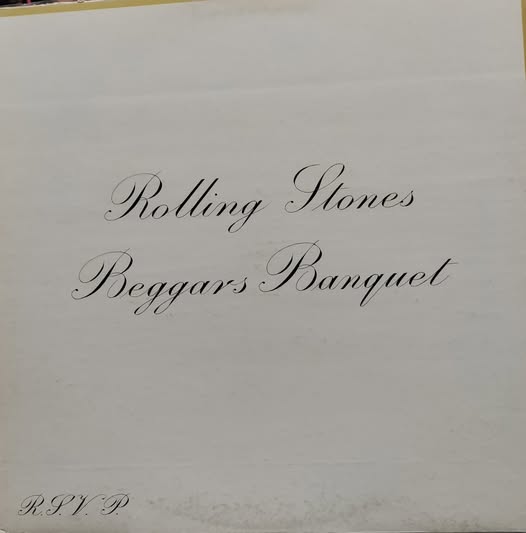 Rolling Stones
Beggars Banquet
R.S.V.P.